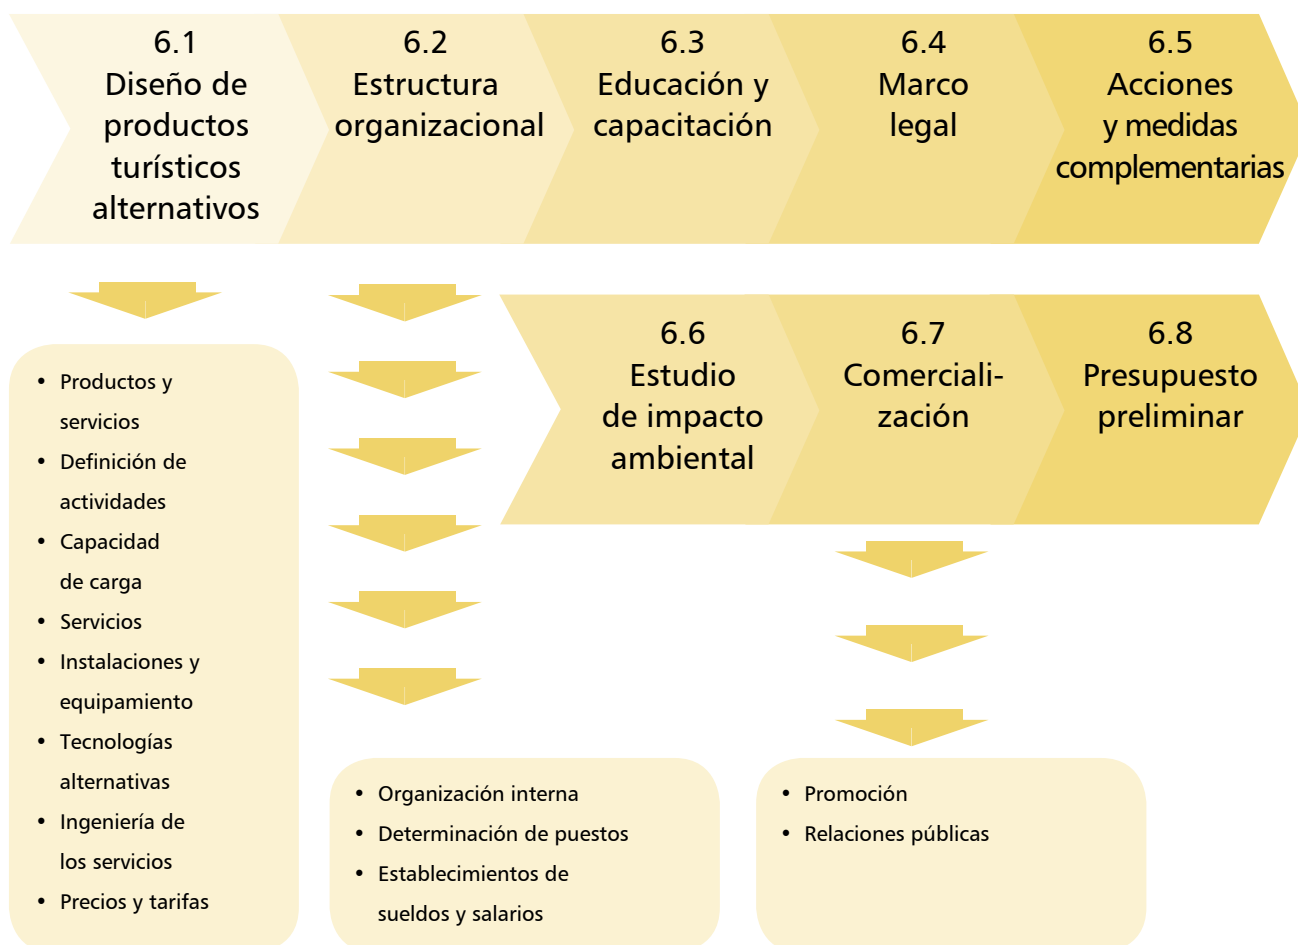 6.1
Diseño de
productos
turísticos
alternativos
6.2
Estructura
organizacional
6.3
Educación y
capacitación
6.4
Marco
legal
6.5
Acciones
y medidas
complementarias
6.6
Estudio
de impacto
ambiental
6.7
Comerciali-
zación
6.8
Presupuesto
preliminar
• Productos y
servicios
• Definición de
actividades
• Capacidad
de carga
• Servicios
• Instalaciones y
equipamiento
• Tecnologías
alternativas
• Ingeniería de
los servicios
• Precios y tarifas
• Organización interna
• Determinación de puestos
• Establecimientos de
sueldos y salarios
• Promoción
• Relaciones públicas